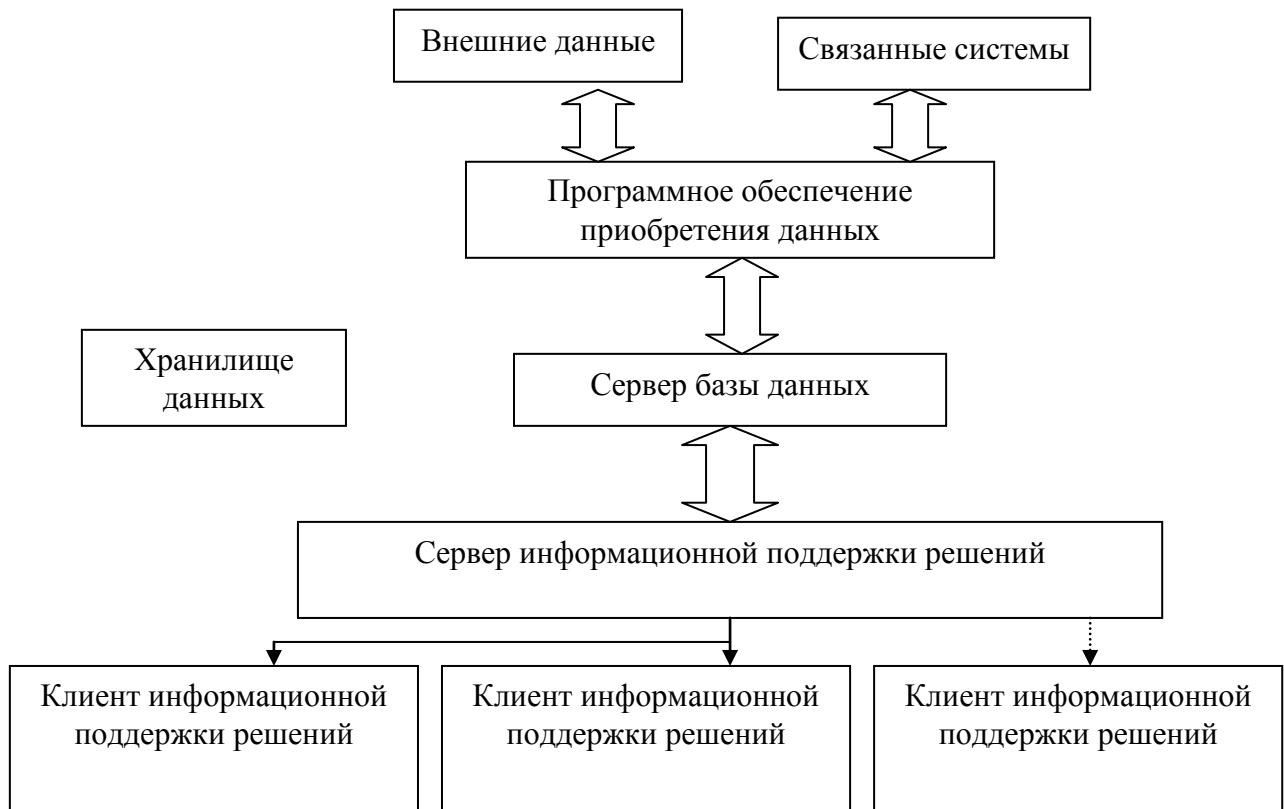 Внешние данные
Связанные системы
Программное обеспечение
приобретения данных
Хранилище
данных
Сервер базы данных
Сервер информационной поддержки решений
Клиент информационной
поддержки решений
Клиент информационной
поддержки решений
Клиент информационной
поддержки решений